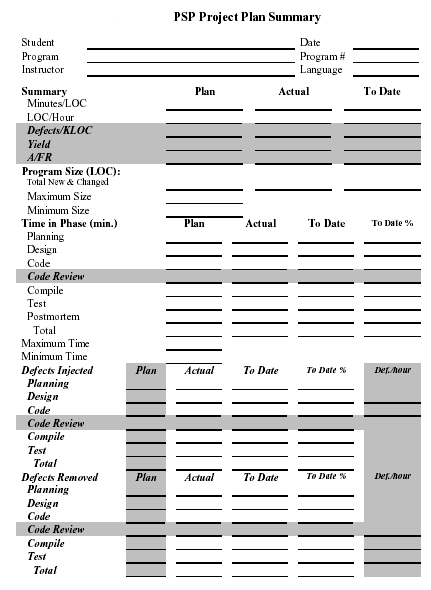 PSP Project Plan Summary
Student Date
Program Program #
Instructor Language
Summary Plan Actual To Date
Minutes/LOC
LOC/Hour
Defects/KLOC
Yield
A/FR
Program Size (LOC):
Total New & Changed
Maximum Size
Minimum Size
Time in Phase (min.) Plan Actual To Date To Date %
Planning
Design
Code
Code Review
Compile
Test
Postmortem
Total
Maximum Time
Minimum Time
Defects Injected Plan Actual To Date To Date % Def./hour
Planning
Design
Code
Code Review
Compile
Test
Total
Defects Removed Plan Actual To Date To Date % Def./hour
Planning
Design
Code
Code Review
Compile
Test
Total